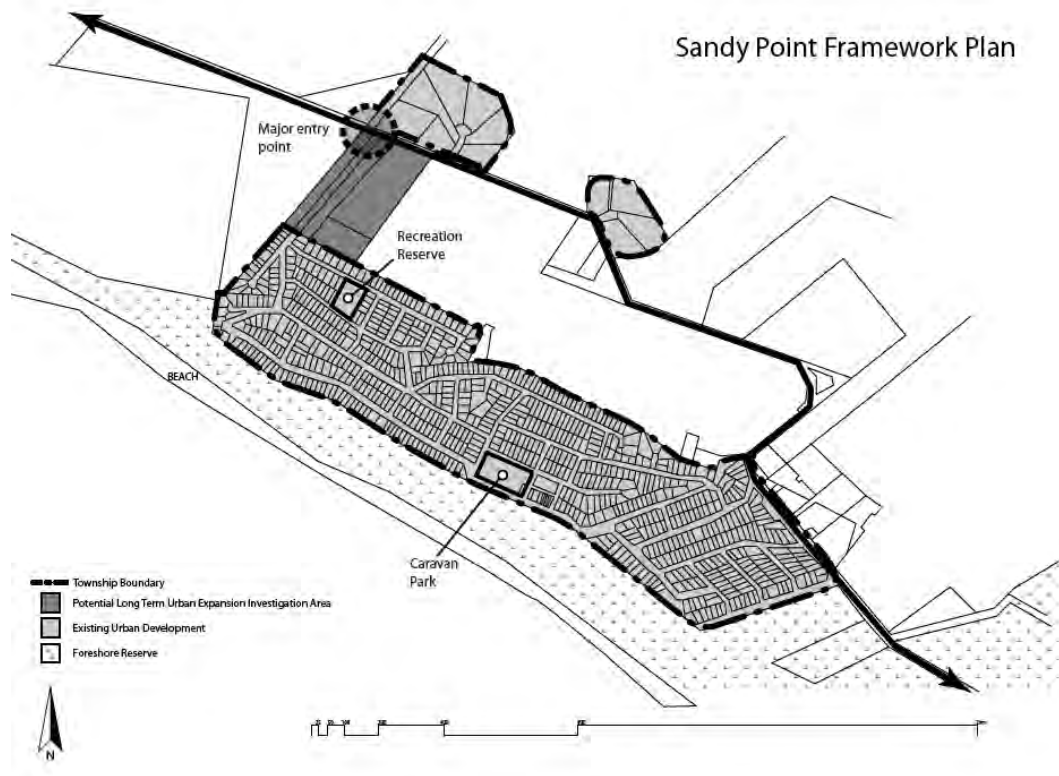 Sandy Point Framework Plan
Major entry
point
Recreation
Reserve
BEACH
Caravan
Park
Township Boundary
Potential Long Term Urban Expansion Investigation Area
Existing Urban Development
Foreshore Reserve
N